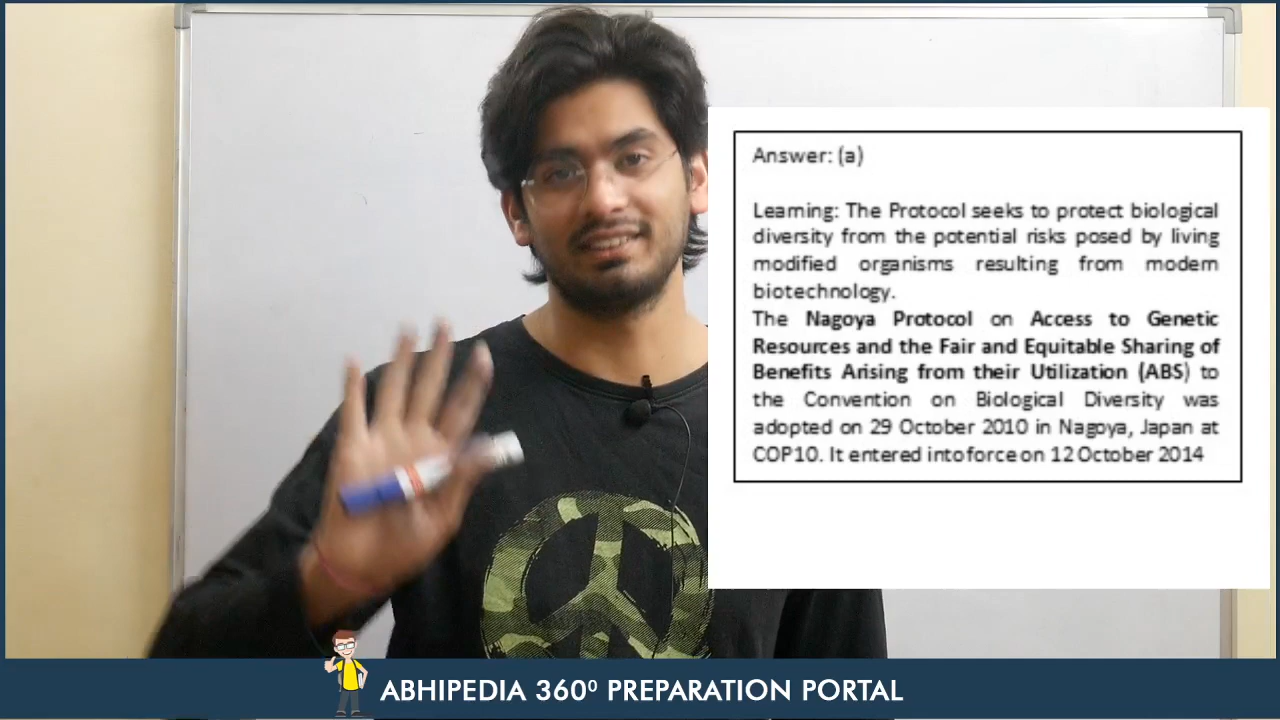 Answer: (a)
Learning: The Protocol seeks to protect biological
diversity from the potential risks posed by living
modified organisms resulting from modern
biotechnology.
The Nagoya Protocol on Access to Genetic
Resources and the Fair and Equitable Sharing of
Benefits Arising from their Utilization (ABS) to
the Convention on Biological Diversity was
adopted on 29 October 2010 in Nagoya, Japan at
COP10. It entered into force on 12 October 2014
ABHIPEDIA 360⁰ PREPARATION PORTAL